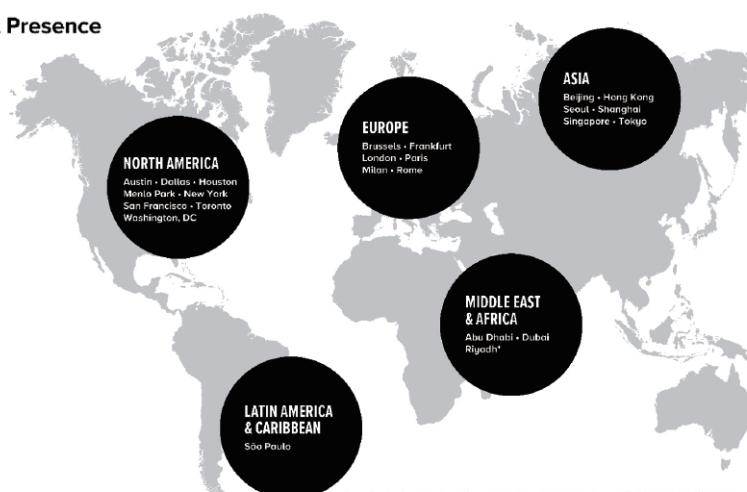 Presence
NORTH AMERICA
Austin • Dallas • Houston
Menlo Park • New York
San Francisco • Toronto
Washington, DC
EUROPE
Brussels • Frankfurt
London • Paris
Milan • Rome
ASIA
Beijing • Hong Kong
Seoul • Shanghai
Singapore • Tokyo
MIDDLE EAST
& AFRICA
Abu Dhabi • Dubai
Riyadh*
LATIN AMERICA
& CARIBBEAN
São Paulo